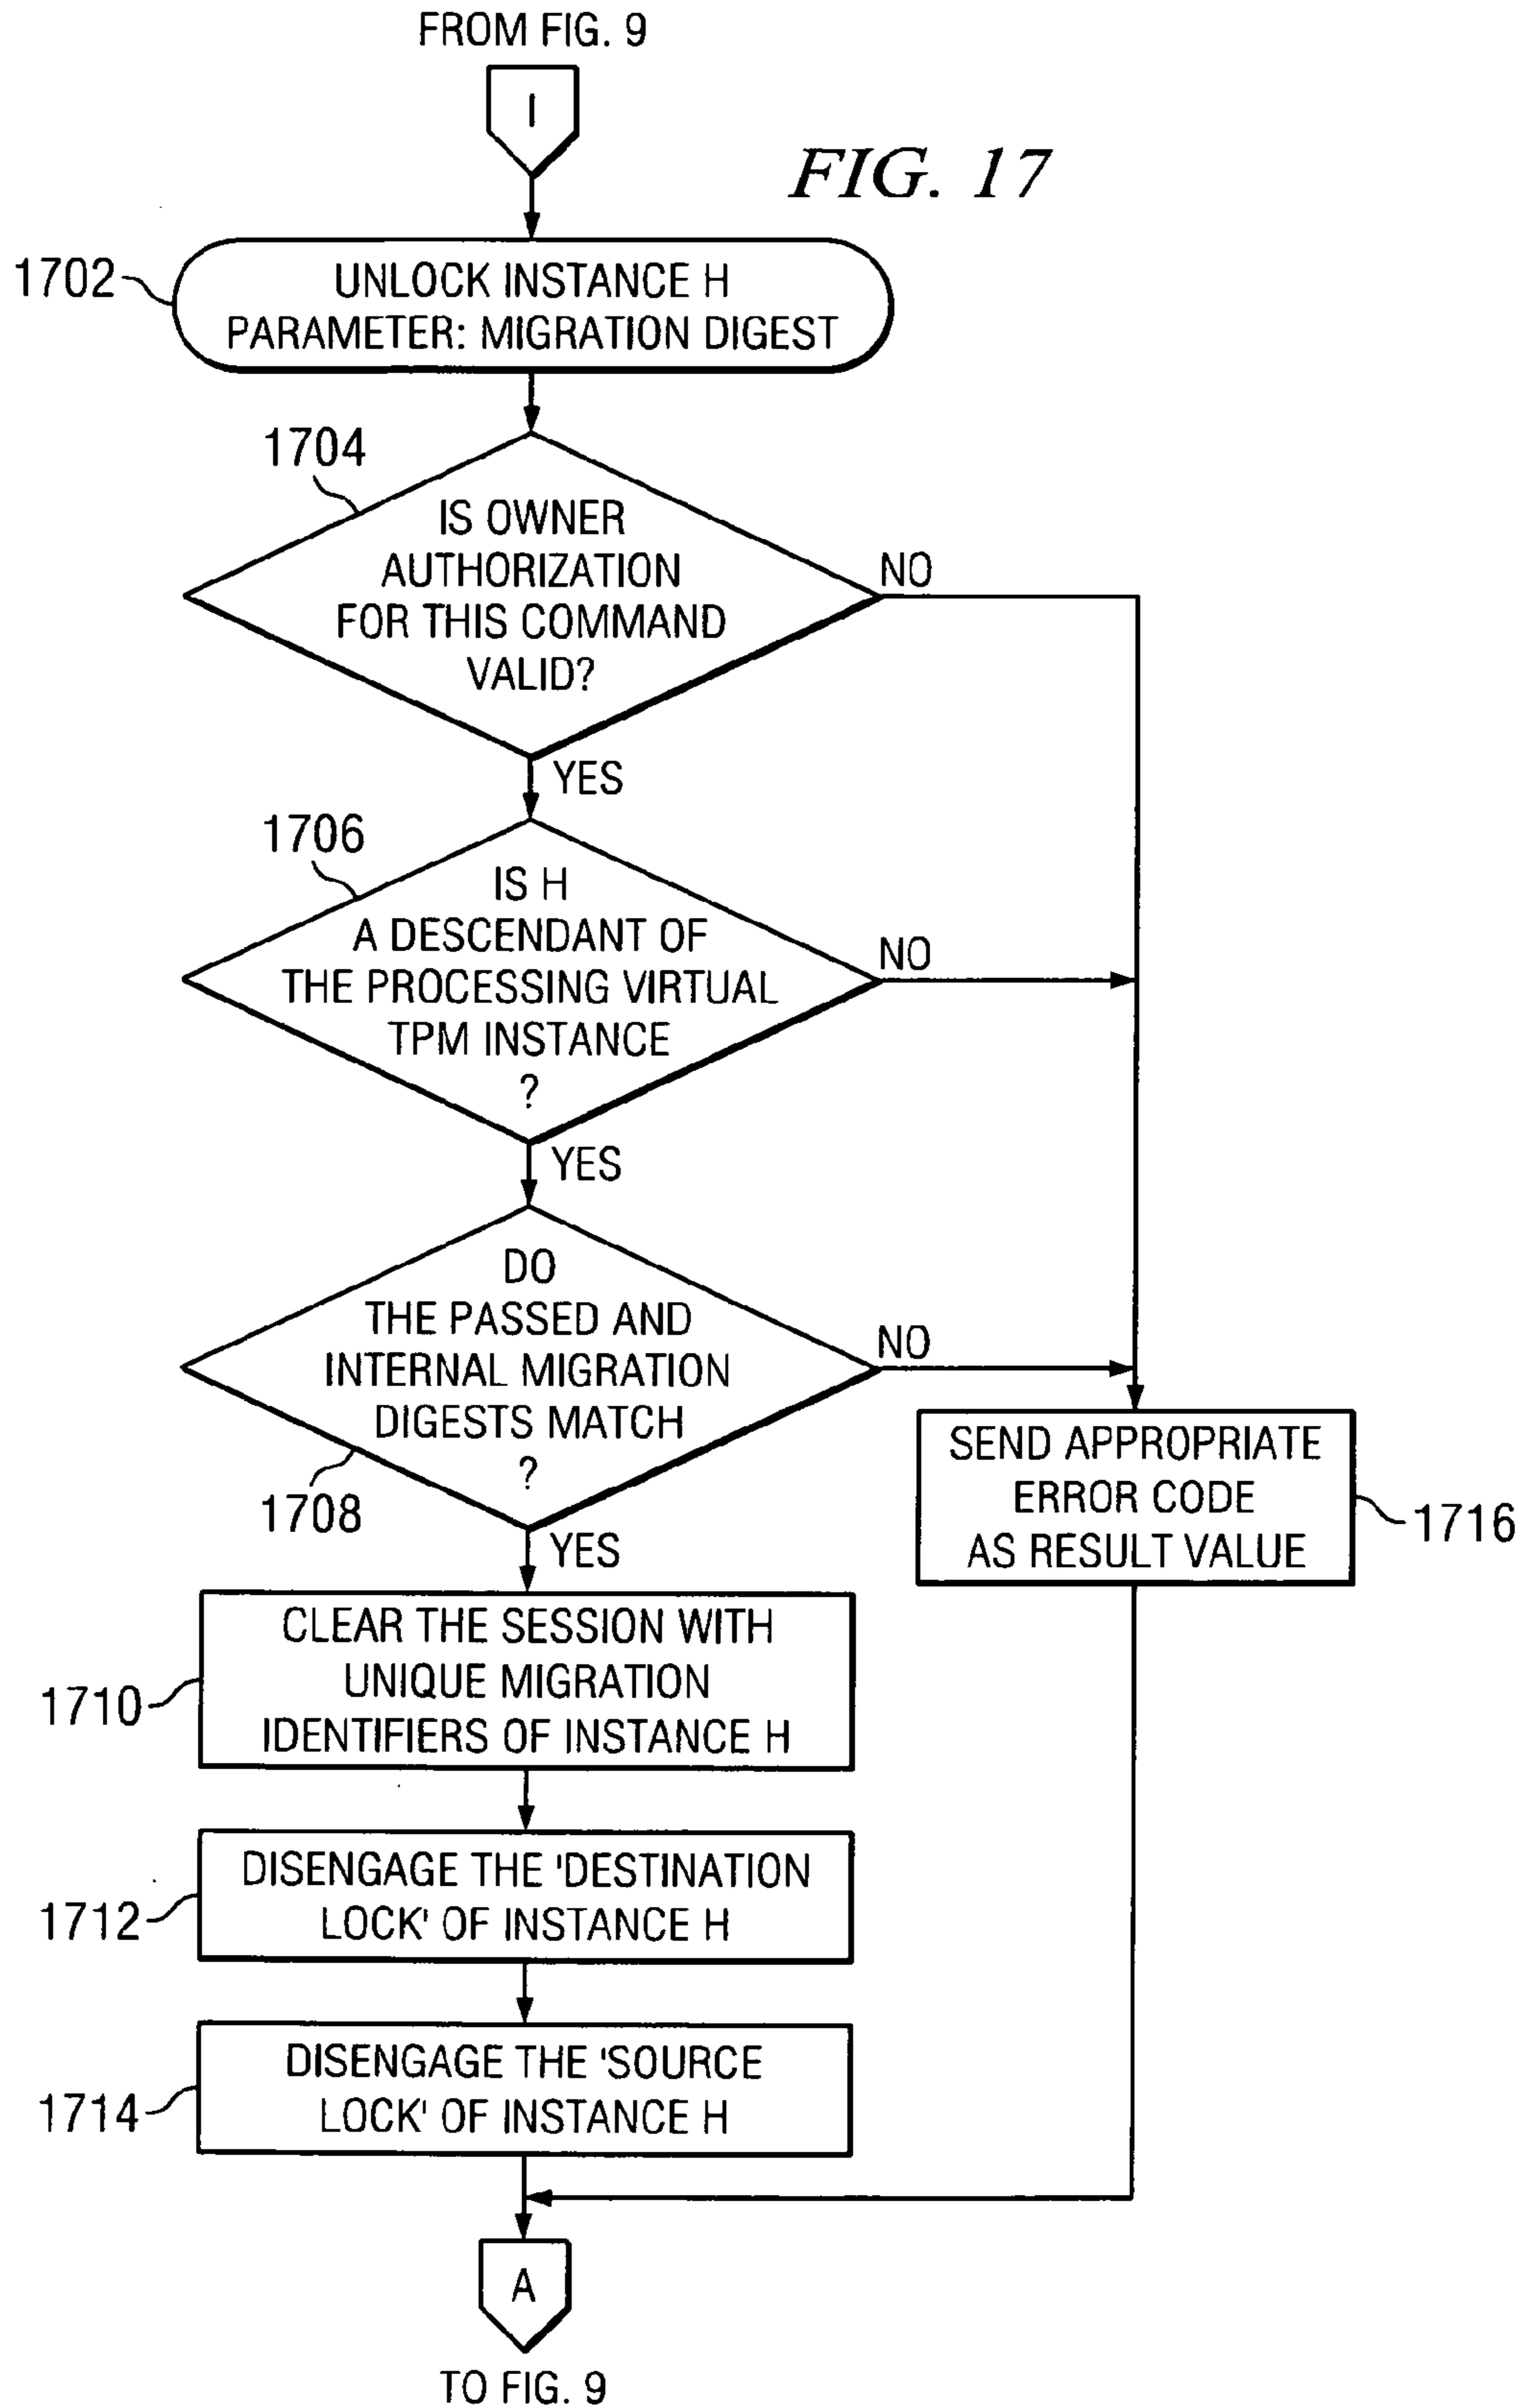 FROM FIG. 9
I
FIG. 17
1702
UNLOCK INSTANCE H
PARAMETER: MIGRATION DIGEST
1704
IS OWNER
AUTHORIZATION
FOR THIS COMMAND
VALID?
NO
YES
1706
IS H
A DESCENDANT OF
THE PROCESSING VIRTUAL
TPM INSTANCE
?
NO
YES
DO
THE PASSED AND
INTERNAL MIGRATION
DIGESTS MATCH
?
NO
1708
YES
SEND APPROPRIATE
ERROR CODE
AS RESULT VALUE
1716
CLEAR THE SESSION WITH
UNIQUE MIGRATION
IDENTIFIERS OF INSTANCE H
1710
DISENGAGE THE 'DESTINATION
LOCK' OF INSTANCE H
1712
DISENGAGE THE 'SOURCE
LOCK' OF INSTANCE H
1714
A
TO FIG. 9